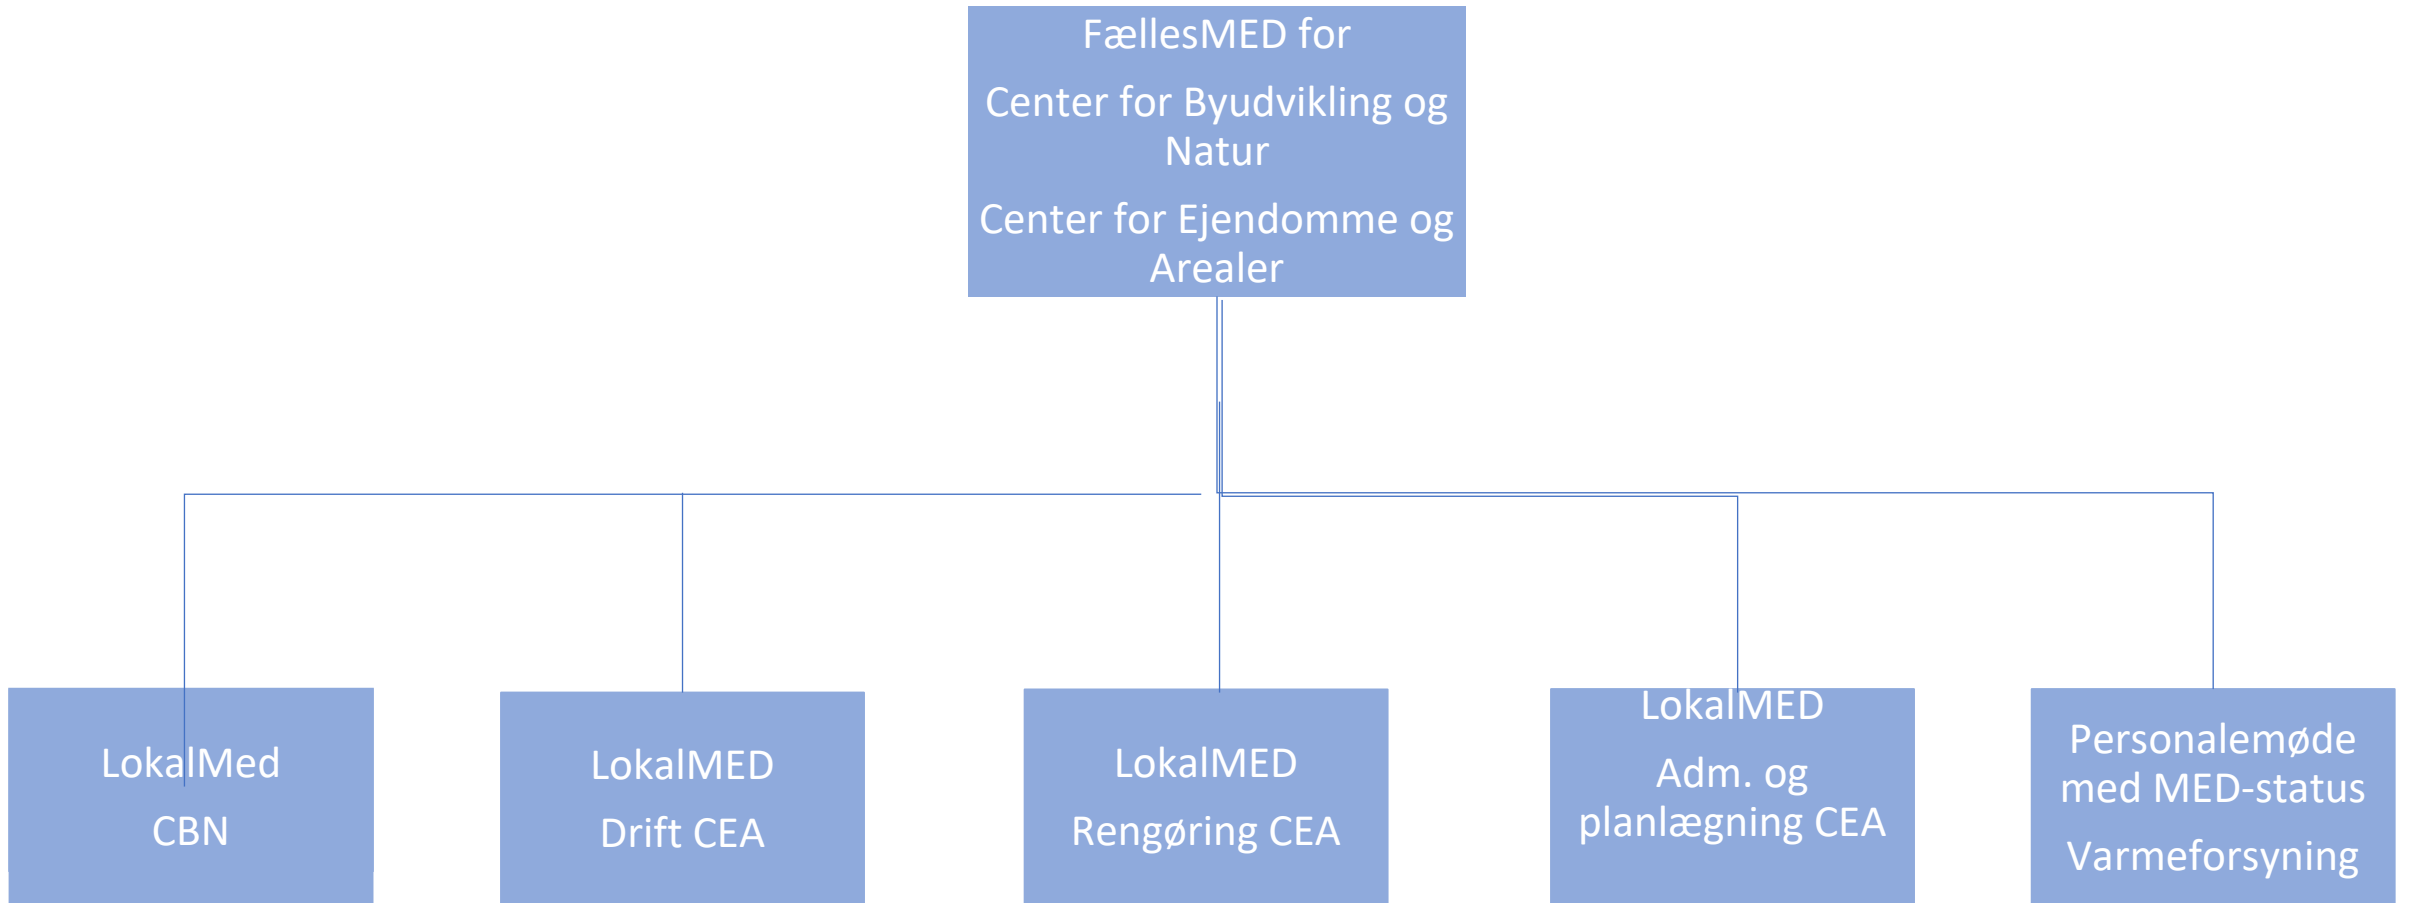 FællesMED for
Center for Byudvikling og
Natur
Center for Ejendomme og
Arealer
LokalMed
CBN
LokalMED
Drift CEA
LokalMED
Rengøring CEA
LokalMED
Adm. og
planlægning CEA
Personalemøde
med MED-status
Varmeforsyning